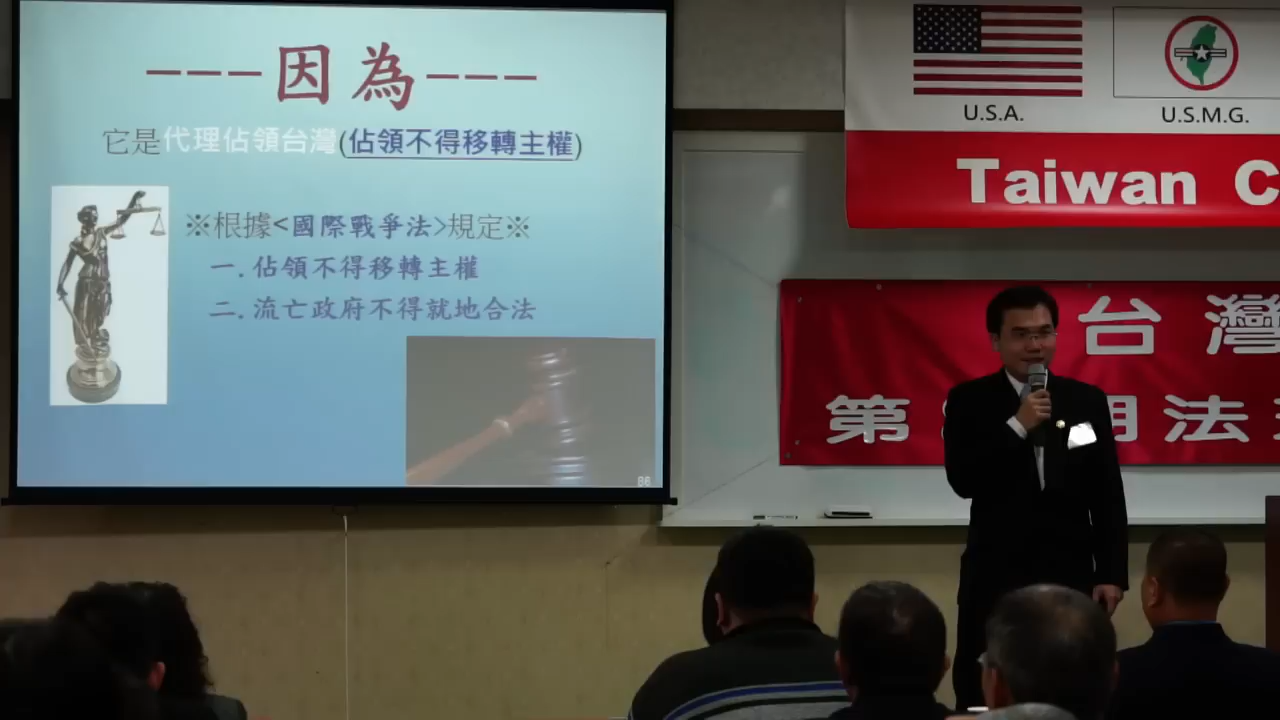 ---因為---
它是代理佔領台灣(佔領不得移轉主權)
※根據<國際戰爭法>規定※
一.佔領不得移轉主權
二.流亡政府不得就地合法
86
U.S.A.
U.S.M.G.
Taiwan C
台灣
第 期法